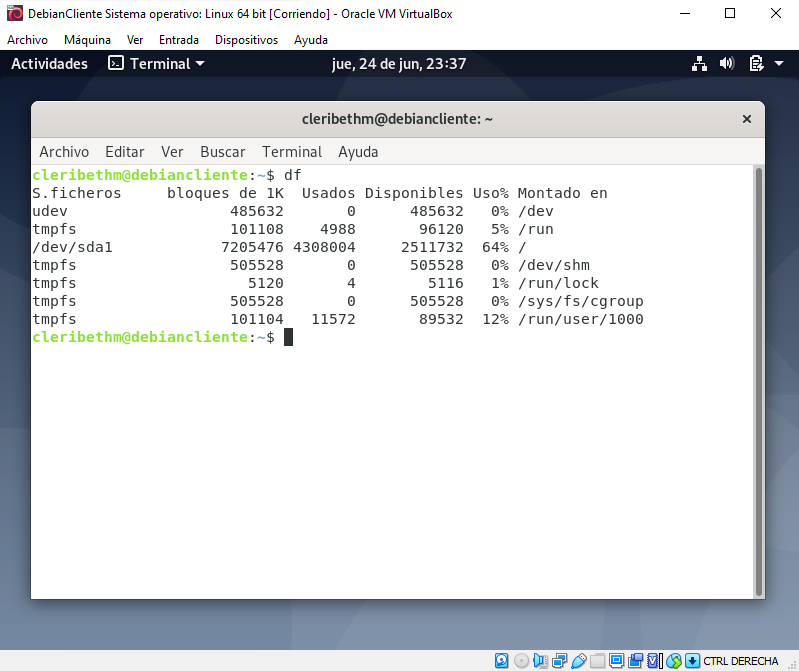 DebianCliente Sistema operativo: Linux 64 bit [Corriendo] - Oracle VM VirtualBox
Archivo Máquina Ver Entrada Dispositivos Ayuda
Actividades Terminal jue, 24 de jun, 23:37
cleribethm@debiancliente: ~
Archivo Editar Ver Buscar Terminal Ayuda
cleribethm@debiancliente:~$ df
S.ficheros     bloques de 1K  Usados Disponibles Uso% Montado en
udev                  485632       0      485632   0% /dev
tmpfs                 101108    4988       96120   5% /run
/dev/sda1            7205476 4308004     2511732  64% /
tmpfs                 505528       0      505528   0% /dev/shm
tmpfs                   5120       4        5116   1% /run/lock
tmpfs                 505528       0      505528   0% /sys/fs/cgroup
tmpfs                 101104   11572       89532  12% /run/user/1000
cleribethm@debiancliente:~$
CTRL DERECHA